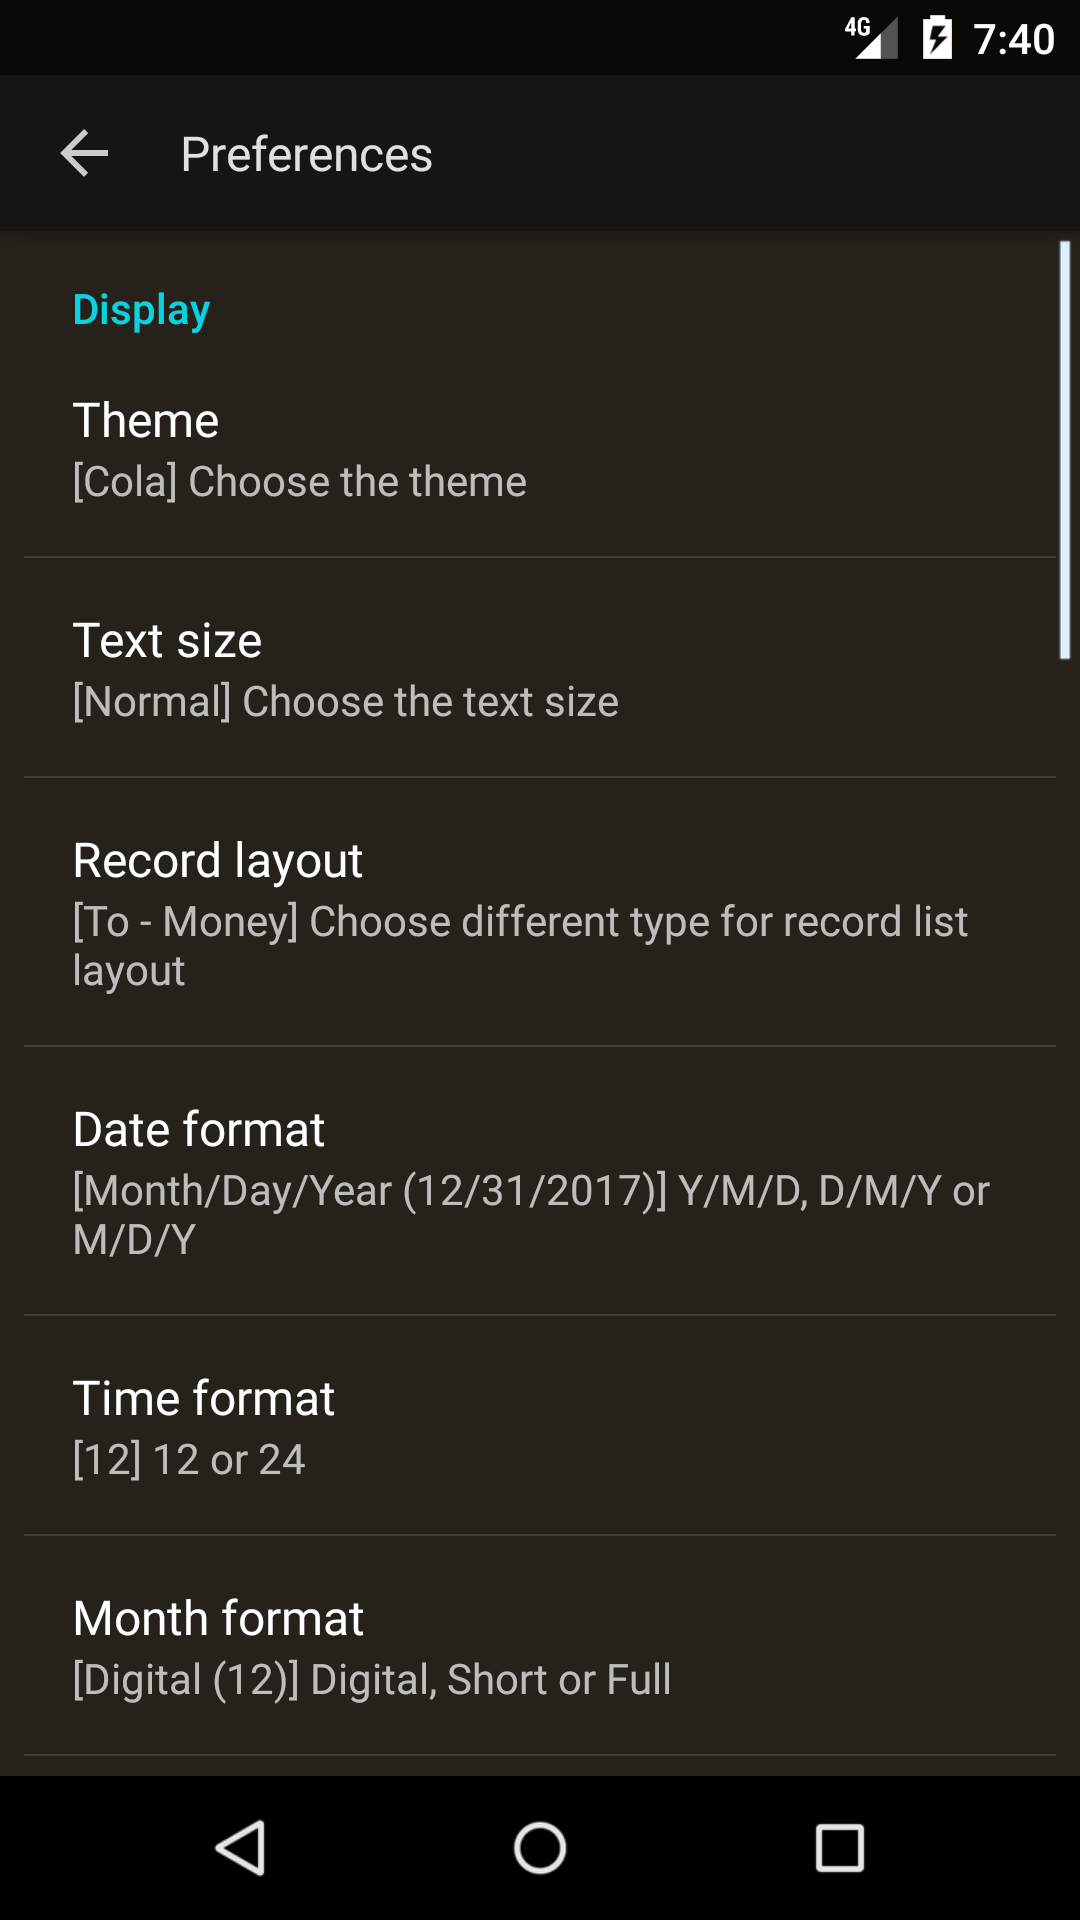 4G 7:40
Preferences
Display
Theme
[Cola] Choose the theme
Text size
[Normal] Choose the text size
Record layout
[To - Money] Choose different type for record list
layout
Date format
[Month/Day/Year (12/31/2017)] Y/M/D, D/M/Y or
M/D/Y
Time format
[12] 12 or 24
Month format
[Digital (12)] Digital, Short or Full